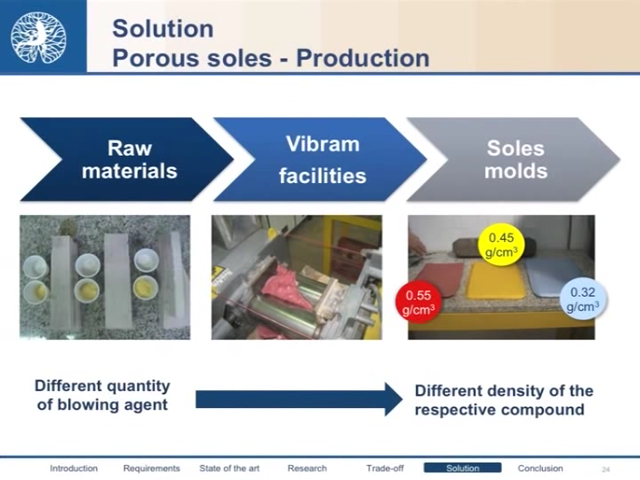 Solution
Porous soles - Production
Raw
materials
Vibram
facilities
Soles
molds
0.45
g/cm³
0.55
g/cm³
0.32
g/cm³
Different quantity
of blowing agent
Different density of the
respective compound
Introduction Requirements State of the art Research Trade-off Solution Conclusion 24